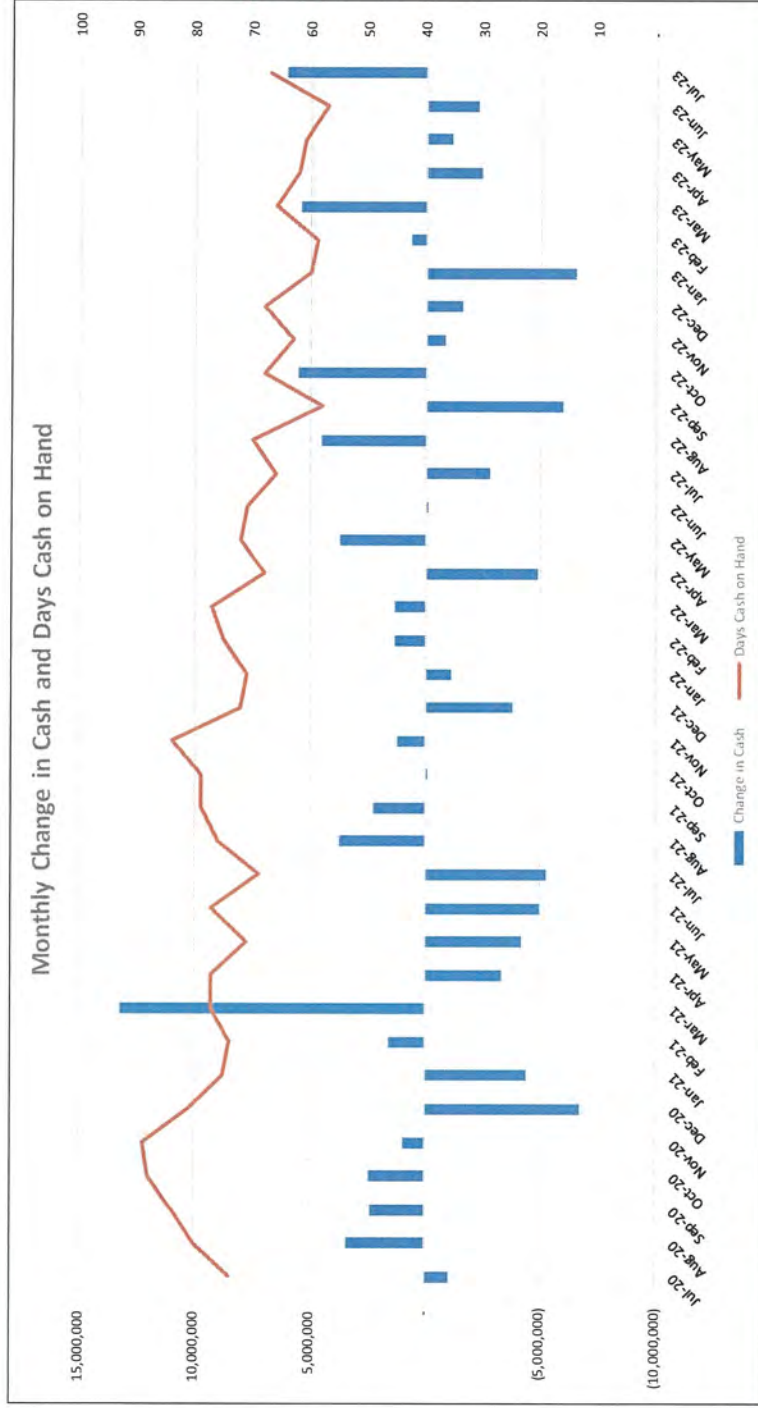 Monthly Change in Cash and Days Cash on Hand
15,000,000
10,000,000
5,000,000
-
(5,000,000)
(10,000,000)
100
90
80
70
60
50
40
30
20
10
-
Jul-20
Aug-20
Sep-20
Oct-20
Nov-20
Dec-20
Jan-21
Feb-21
Mar-21
Apr-21
May-21
Jun-21
Jul-21
Aug-21
Sep-21
Oct-21
Nov-21
Dec-21
Jan-22
Feb-22
Mar-22
Apr-22
May-22
Jun-22
Jul-22
Aug-22
Sep-22
Oct-22
Nov-22
Dec-22
Jan-23
Feb-23
Mar-23
Apr-23
May-23
Jun-23
Jul-23
Change in Cash
Days Cash on Hand